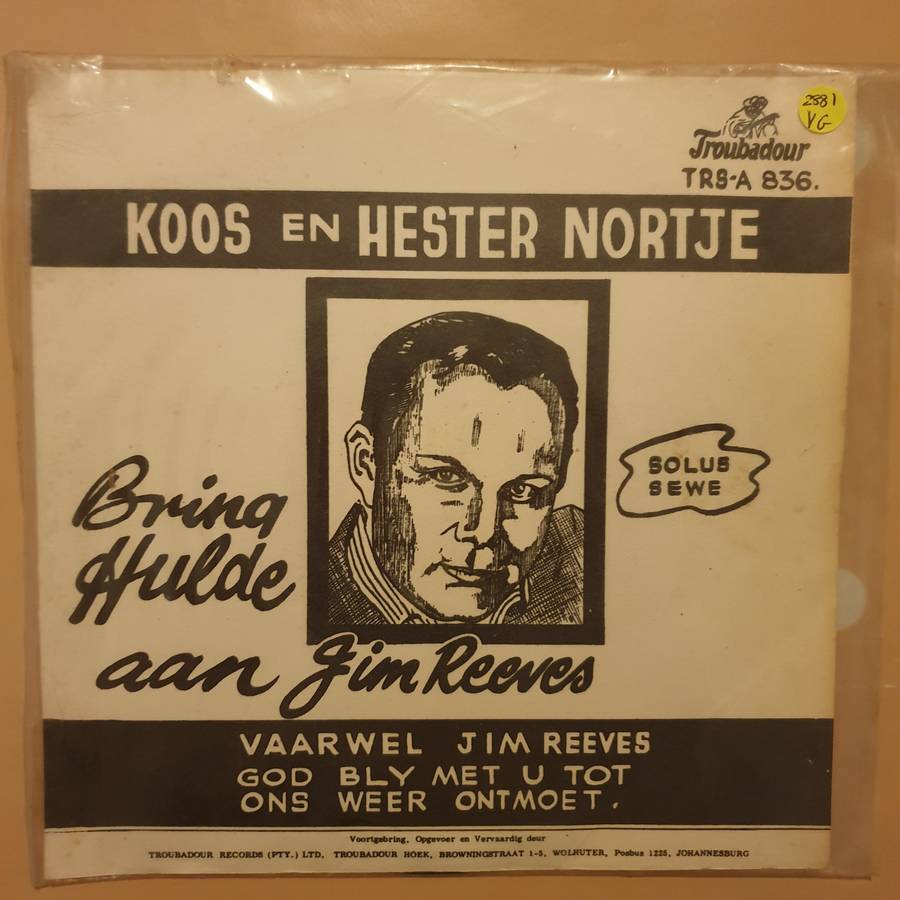 2881
VG
Troubadour
TRS-A 836.
KOOS EN HESTER NORTJE
SOLUS
SEWE
Bring
Hulde
aan Jim Reeves
VAARWEL JIM REEVES
GOD BLY MET U TOT
ONS WEER ONTMOET.
Voortgebring, Opgevoer en Vervaardig deur
TROUBADOUR RECORDS (PTY.) LTD, TROUBADOUR HOEK, BROWNINGSTRAAT 1-5, WOLHUTER, Posbus 1225, JOHANNESBURG